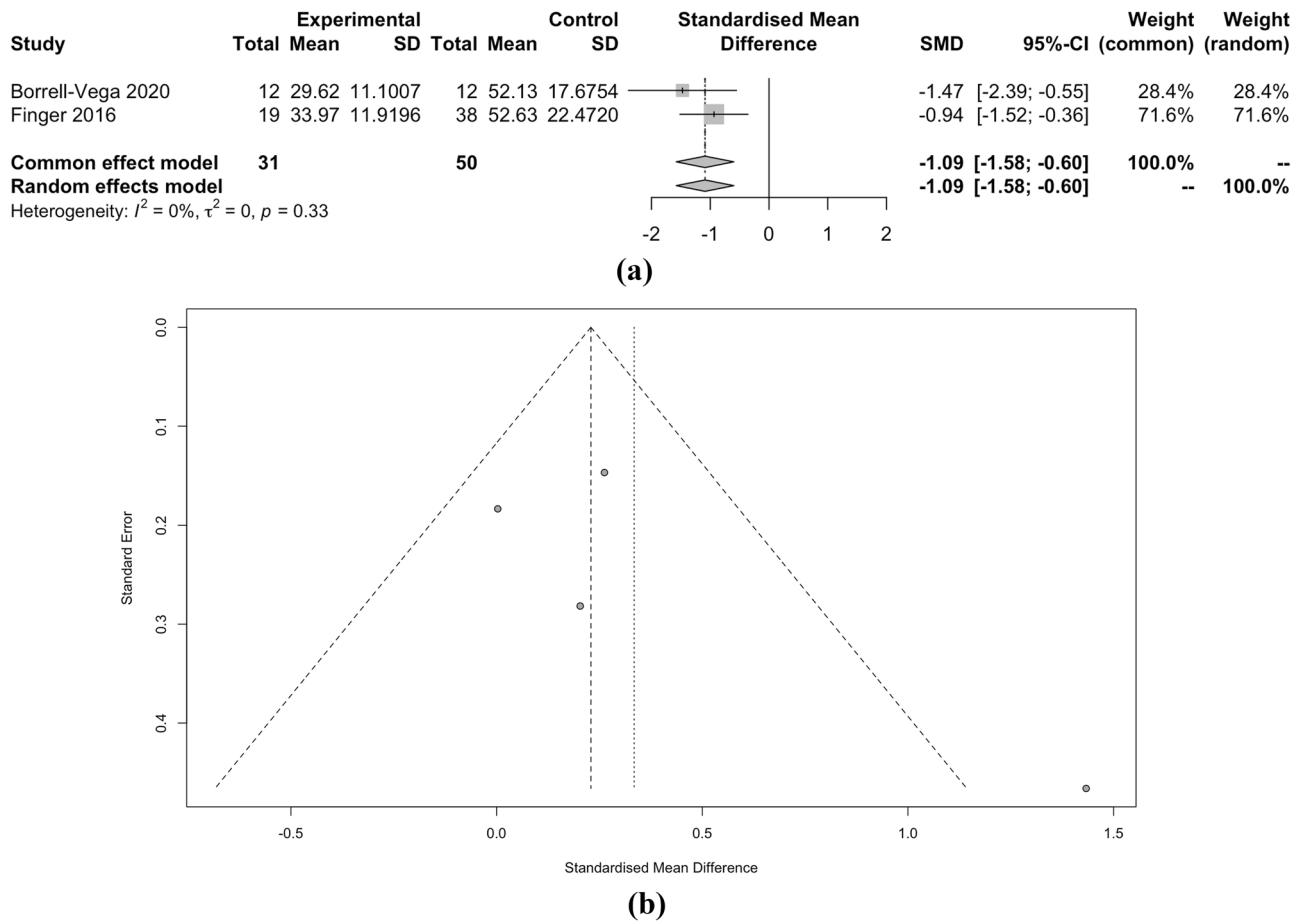 Experimental Control Standardised Mean Weight Weight
Study Total Mean SD Total Mean SD Difference SMD 95%-CI (common) (random)
Borrell-Vega 2020 12 29.62 11.1007 12 52.13 17.6754 -1.47 [-2.39; -0.55] 28.4% 28.4%
Finger 2016 19 33.97 11.9196 38 52.63 22.4720 -0.94 [-1.52; -0.36] 71.6% 71.6%
Common effect model 31 50 -1.09 [-1.58; -0.60] 100.0% --
Random effects model -1.09 [-1.58; -0.60] -- 100.0%
Heterogeneity: I² = 0%, τ² = 0, p = 0.33
-2 -1 0 1 2
(a)
0.0
0.1
0.2
0.3
0.4
Standard Error
-0.5 0.0 0.5 1.0 1.5
Standardised Mean Difference
(b)